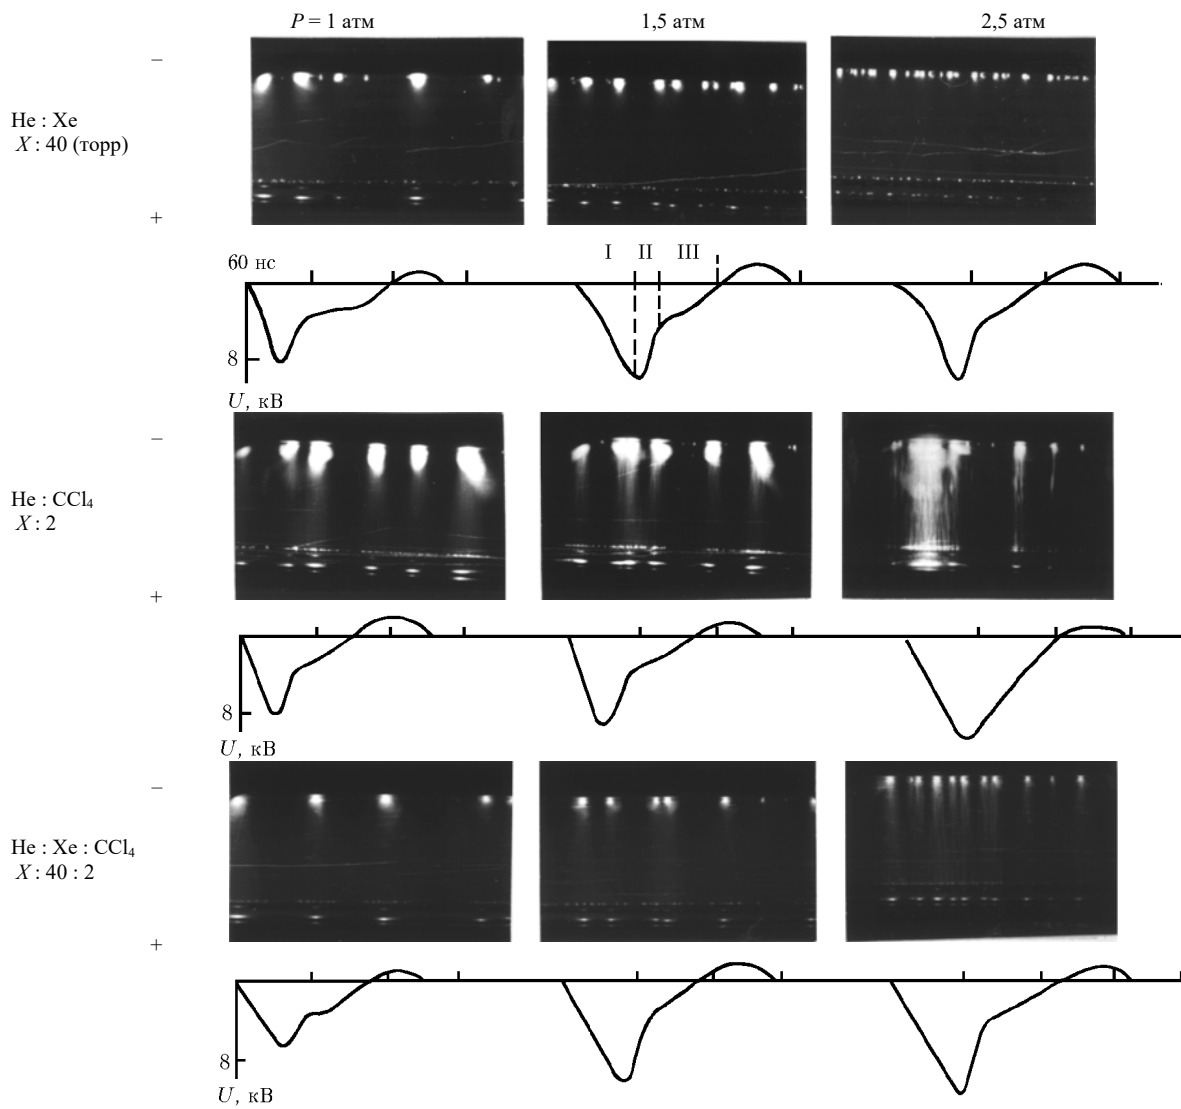 P = 1 атм 1,5 атм 2,5 атм
−
He : Xe
X : 40 (торр)
+
60 нс I II III
8
U, кВ
−
He : CCl₄
X : 2
+
8
U, кВ
−
He : Xe : CCl₄
X : 40 : 2
+
8
U, кВ